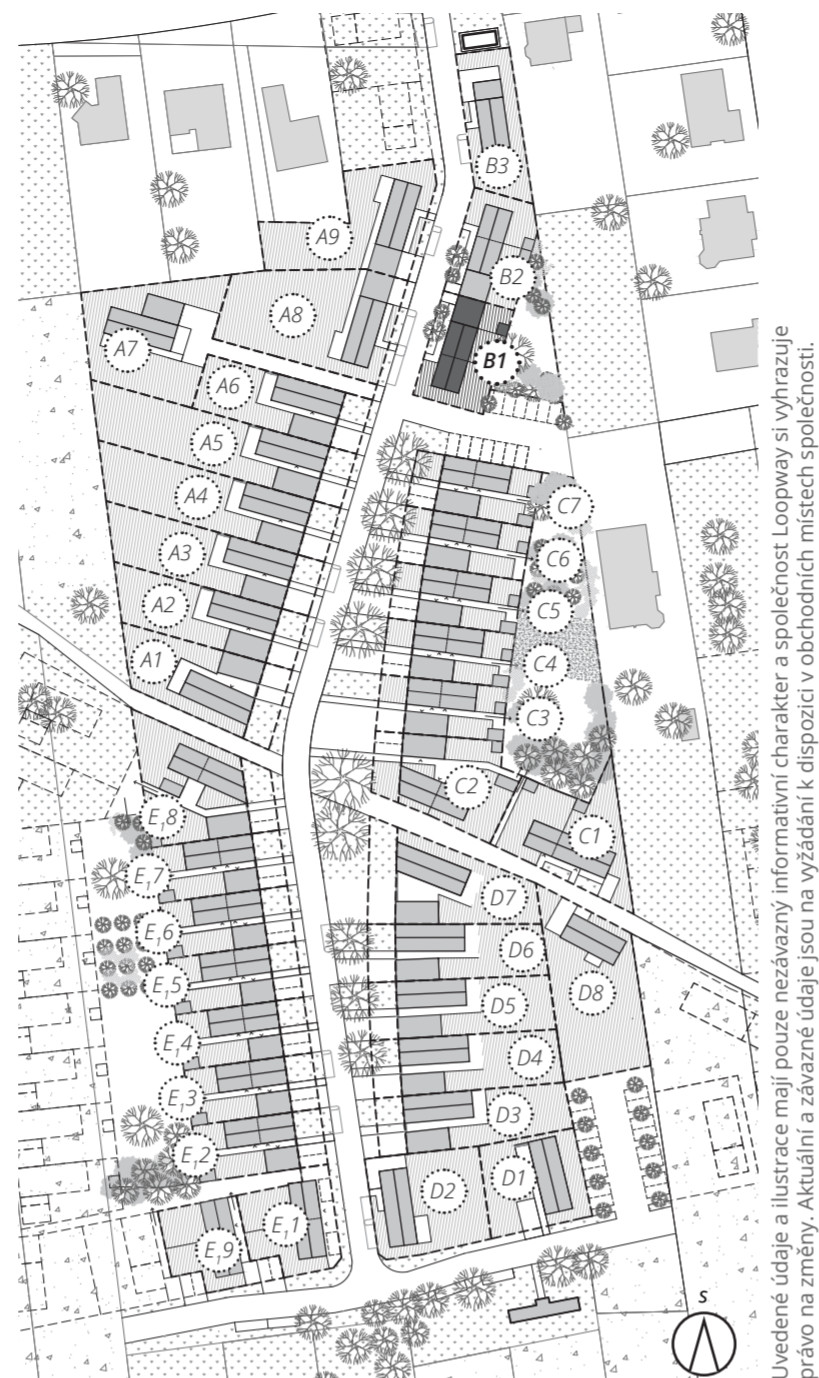 B3
A9
B2
A8
A7
B1
A6
A5
A4
C7
A3
C6
A2
C5
A1
C4
C3
C2
E₁8
C1
E₁7
D7
E₁6
D6
E₁5
D8
D5
E₁4
D4
E₁3
D3
E₁2
D1
D2
E₁1
E₁9
S
Uvedené údaje a ilustrace mají pouze nezávazný informativní charakter a společnost Loopway si vyhrazuje
právo na změny. Aktuální a závazné údaje jsou na vyžádání k dispozici v obchodních místech společnosti.